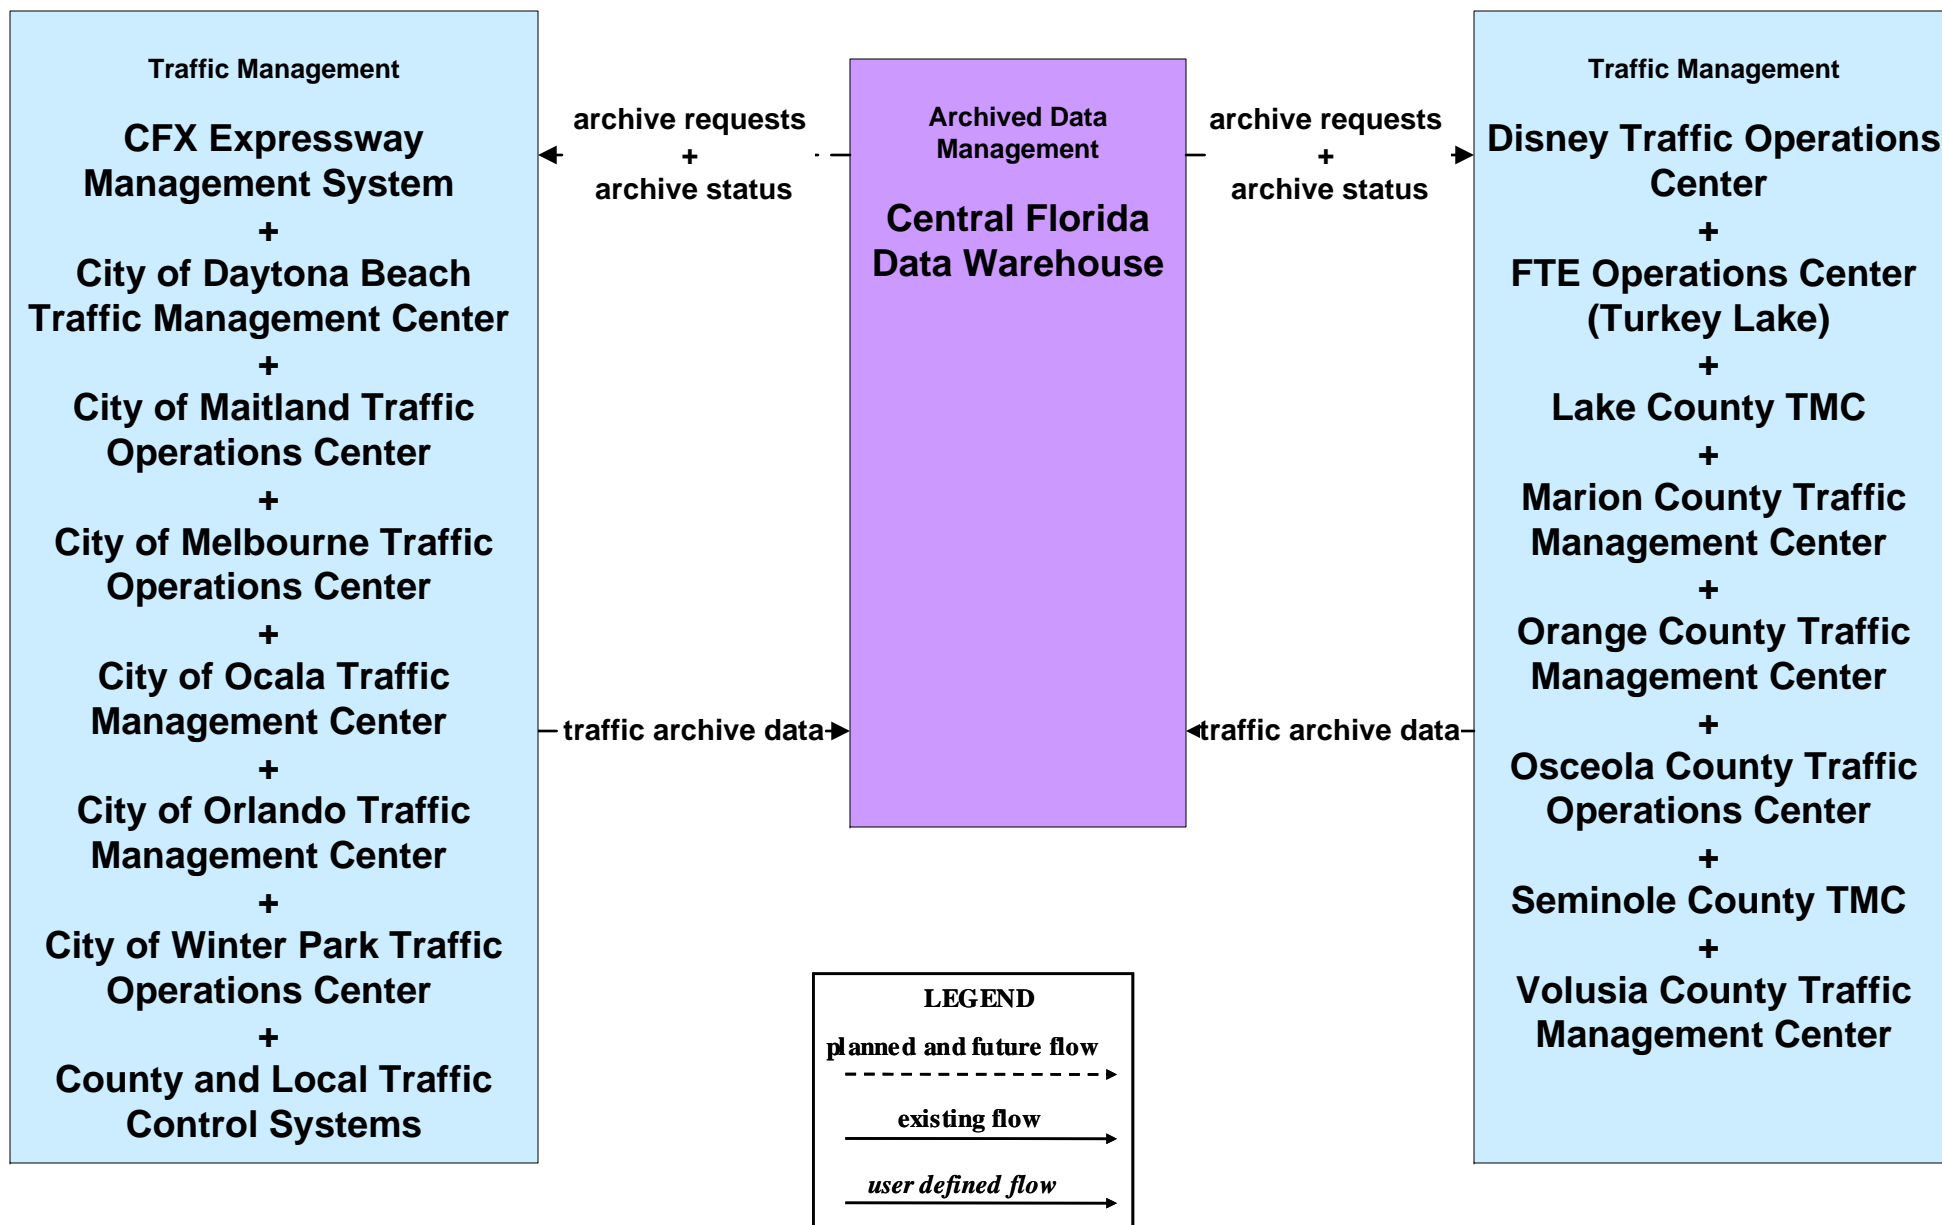 Traffic Management
CFX Expressway
Management System
+
City of Daytona Beach
Traffic Management Center
+
City of Maitland Traffic
Operations Center
+
City of Melbourne Traffic
Operations Center
+
City of Ocala Traffic
Management Center
+
City of Orlando Traffic
Management Center
+
City of Winter Park Traffic
Operations Center
+
County and Local Traffic
Control Systems
archive requests
+
archive status
traffic archive data
Archived Data
Management
Central Florida
Data Warehouse
archive requests
+
archive status
traffic archive data
Traffic Management
Disney Traffic Operations
Center
+
FTE Operations Center
(Turkey Lake)
+
Lake County TMC
+
Marion County Traffic
Management Center
+
Orange County Traffic
Management Center
+
Osceola County Traffic
Operations Center
+
Seminole County TMC
+
Volusia County Traffic
Management Center
LEGEND
planned and future flow
existing flow
user defined flow